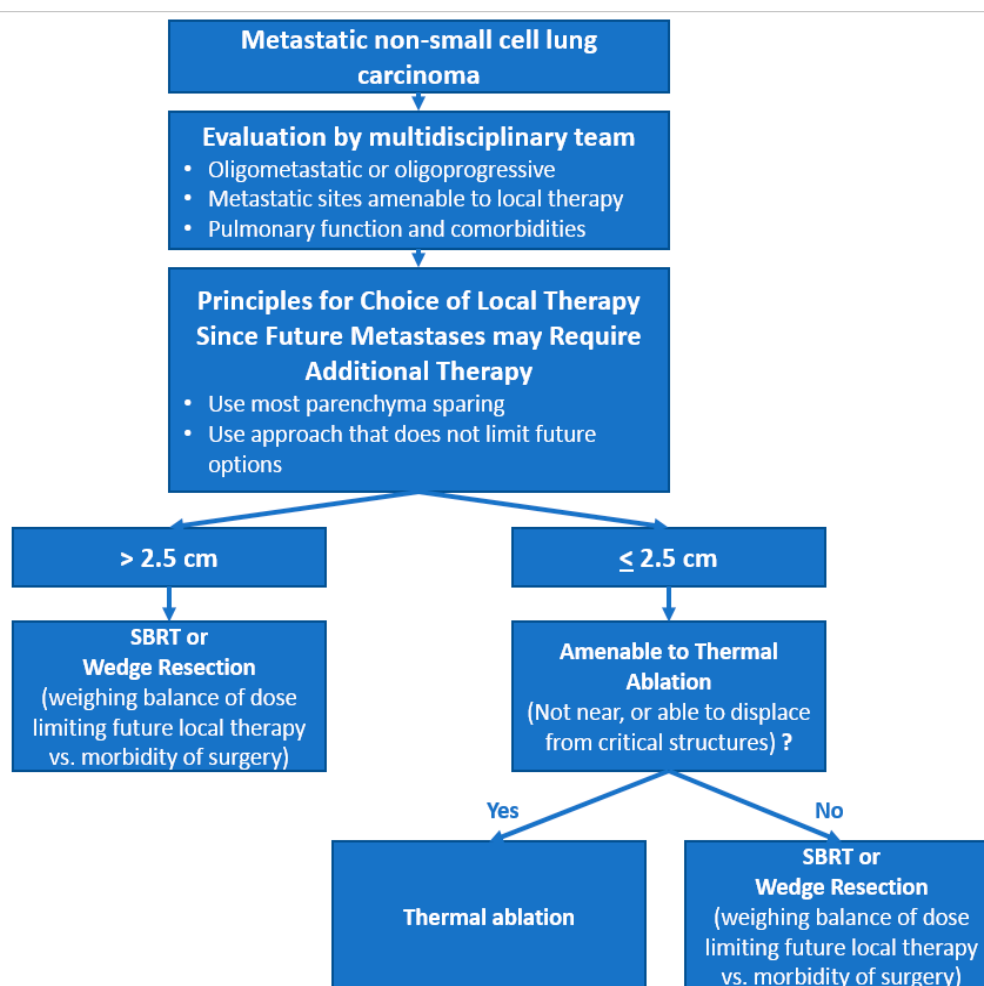 Metastatic non-small cell lung
carcinoma
Evaluation by multidisciplinary team
• Oligometastatic or oligoprogressive
• Metastatic sites amenable to local therapy
• Pulmonary function and comorbidities
Principles for Choice of Local Therapy
Since Future Metastases may Require
Additional Therapy
• Use most parenchyma sparing
• Use approach that does not limit future
options
> 2.5 cm
≤ 2.5 cm
SBRT or
Wedge Resection
(weighing balance of dose
limiting future local therapy
vs. morbidity of surgery)
Amenable to Thermal
Ablation
(Not near, or able to displace
from critical structures) ?
Yes
No
Thermal ablation
SBRT or
Wedge Resection
(weighing balance of dose
limiting future local therapy
vs. morbidity of surgery)